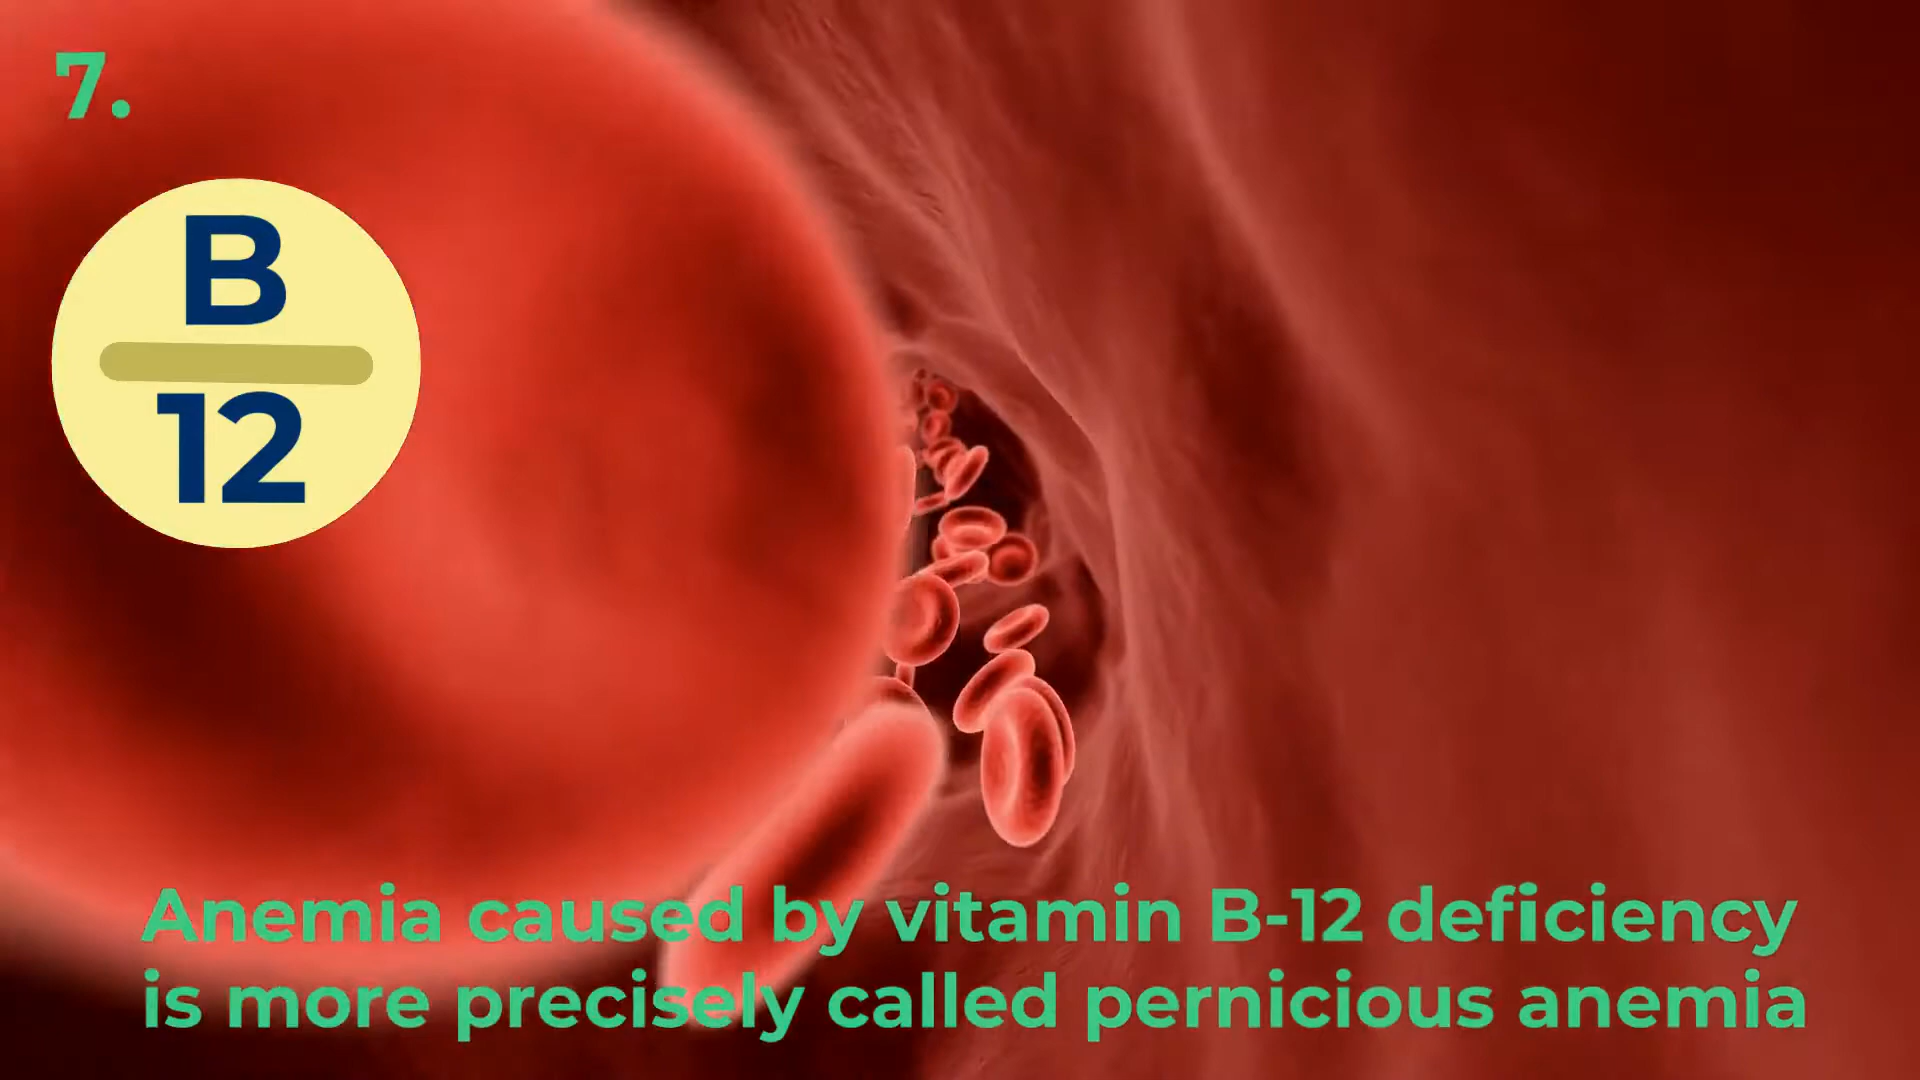 7.
B
12
Anemia caused by vitamin B-12 deficiency
is more precisely called pernicious anemia